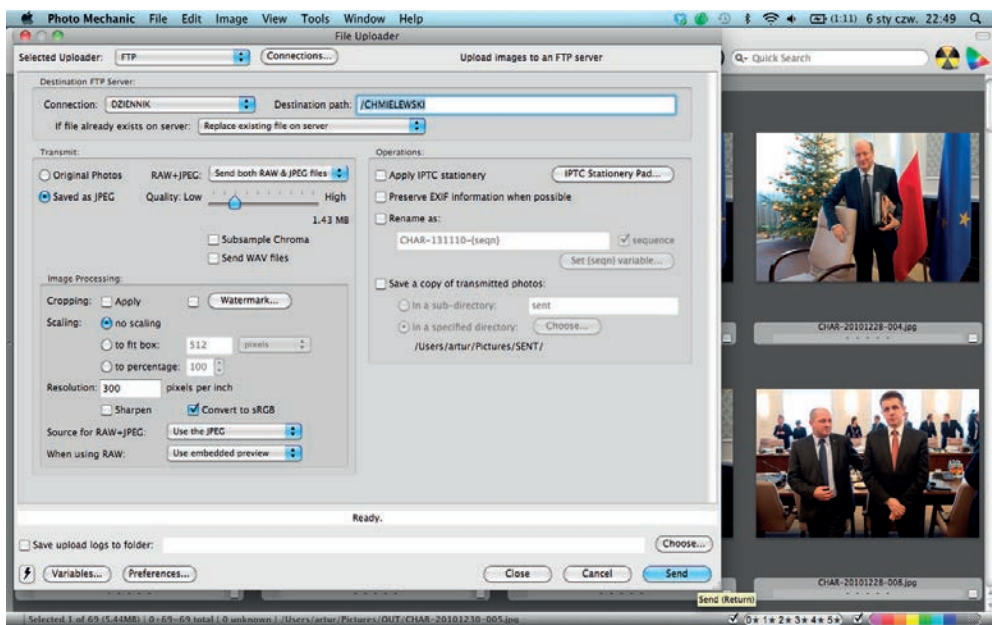 Photo Mechanic File Edit Image View Tools Window Help (1:11) 6 sty czw. 22:49
File Uploader
Selected Uploader: FTP Connections... Upload images to an FTP server
Quick Search
Destination FTP Server:
Connection: DZIENNIK Destination path: /CHMIELEWSKI
If file already exists on server: Replace existing file on server
Transmit:
Original Photos RAW+JPEG: Send both RAW & JPEG files
Saved as JPEG Quality: Low High
1.43 MB
Subsample Chroma
Send WAV files
Image Processing:
Cropping: Apply Watermark...
Scaling: no scaling
to fit box: 512 pixels
to percentage: 100
Resolution: 300 pixels per inch
Sharpen Convert to sRGB
Source for RAW+JPEG: Use the JPEG
When using RAW: Use embedded preview
Operations:
Apply IPTC stationery IPTC Stationery Pad...
Preserve EXIF information when possible
Rename as:
CHAR-131110-{seqn} sequence
Set {seqn} variable...
Save a copy of transmitted photos:
In a sub-directory: sent
In a specified directory: Choose...
/Users/artur/Pictures/SENT/
CHAR-20101228-004.jpg
CHAR-20101228-008.jpg
Ready.
Save upload logs to folder: Choose...
Variables... Preferences... Close Cancel Send
Send (Return)
Selected 1 of 69 (5.44MB) | 0+69=69 total | 0 unknown | /Users/artur/Pictures/OUT/CHAR-20101230-005.jpg 0★ 1★ 2★ 3★ 4★ 5★